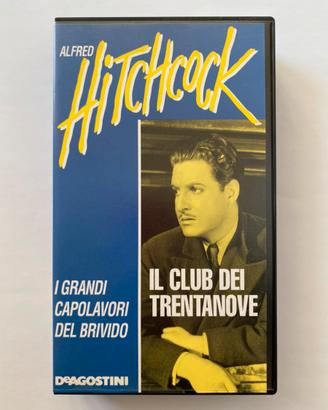 ALFRED
HITCHCOCK
I GRANDI
CAPOLAVORI
DEL BRIVIDO
IL CLUB DEI
TRENTANOVE
DEAGOSTINI